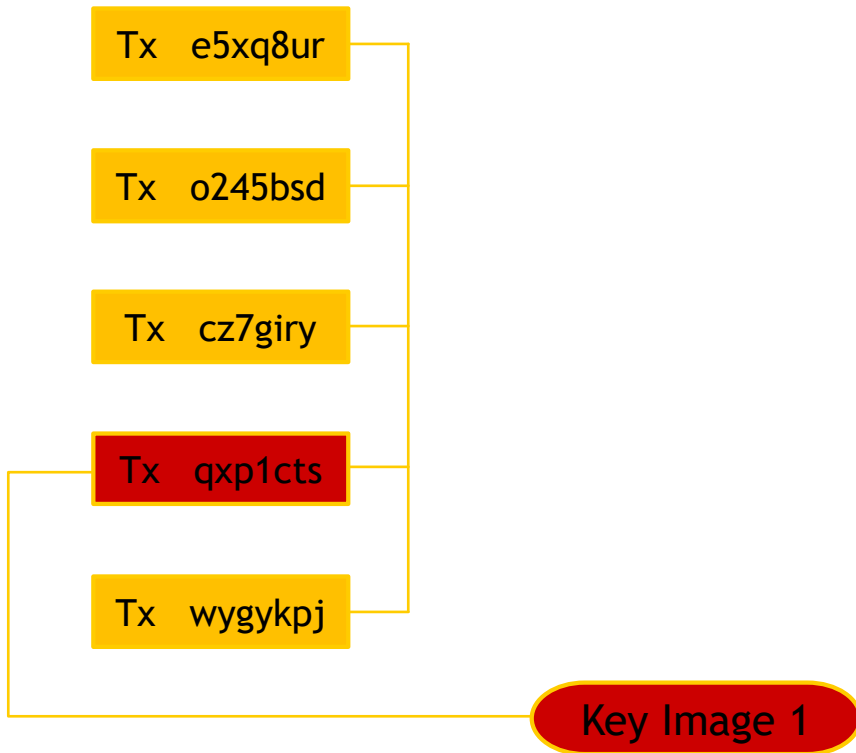 Tx e5xq8ur
Tx o245bsd
Tx cz7giry
Tx qxp1cts
Tx wygykpj
Key Image 1